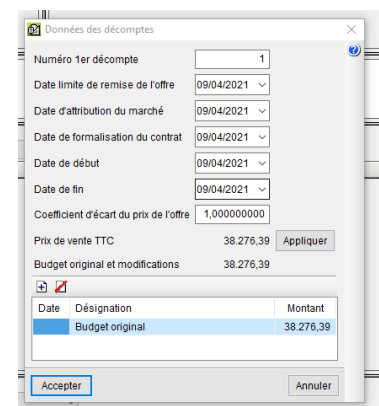 Données des décomptes
Numéro 1er décompte 1
Date limite de remise de l'offre 09/04/2021
Date d'attribution du marché 09/04/2021
Date de formalisation du contrat 09/04/2021
Date de début 09/04/2021
Date de fin 09/04/2021
Coefficient d'écart du prix de l'offre 1,000000000
Prix de vente TTC 38.276,39 Appliquer
Budget original et modifications 38.276,39
Date Désignation Montant
Budget original 38.276,39
Accepter Annuler